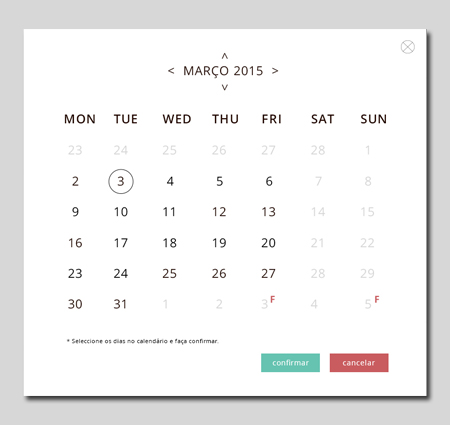 ^
< MARÇO 2015 >
v
MON TUE WED THU FRI SAT SUN
23 24 25 26 27 28 1
2 3 4 5 6 7 8
9 10 11 12 13 14 15
16 17 18 19 20 21 22
23 24 25 26 27 28 29
30 31 1 2 3 F 4 5 F
* Seleccione os dias no calendário e faça confirmar.
confirmar cancelar